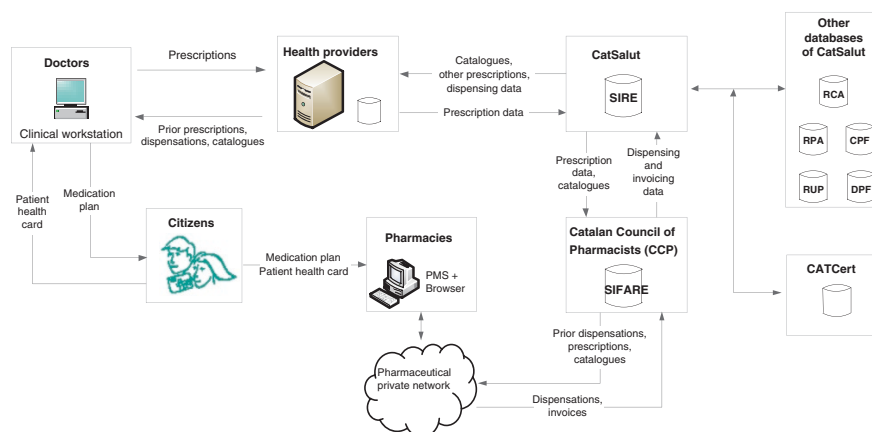 Doctors
Clinical workstation
Prescriptions
Prior prescriptions,
dispensations, catalogues
Health providers
Catalogues,
other prescriptions,
dispensing data
Prescription data
CatSalut
SIRE
Other
databases
of CatSalut
RCA
RPA
CPF
RUP
DPF
Patient
health
card
Medication
plan
Citizens
Medication plan
Patient health card
Pharmacies
PMS +
Browser
Prescription
data,
catalogues
Dispensing
and
invoicing
data
Catalan Council of
Pharmacists (CCP)
SIFARE
CATCert
Prior dispensations,
prescriptions,
catalogues
Pharmaceutical
private network
Dispensations,
invoices